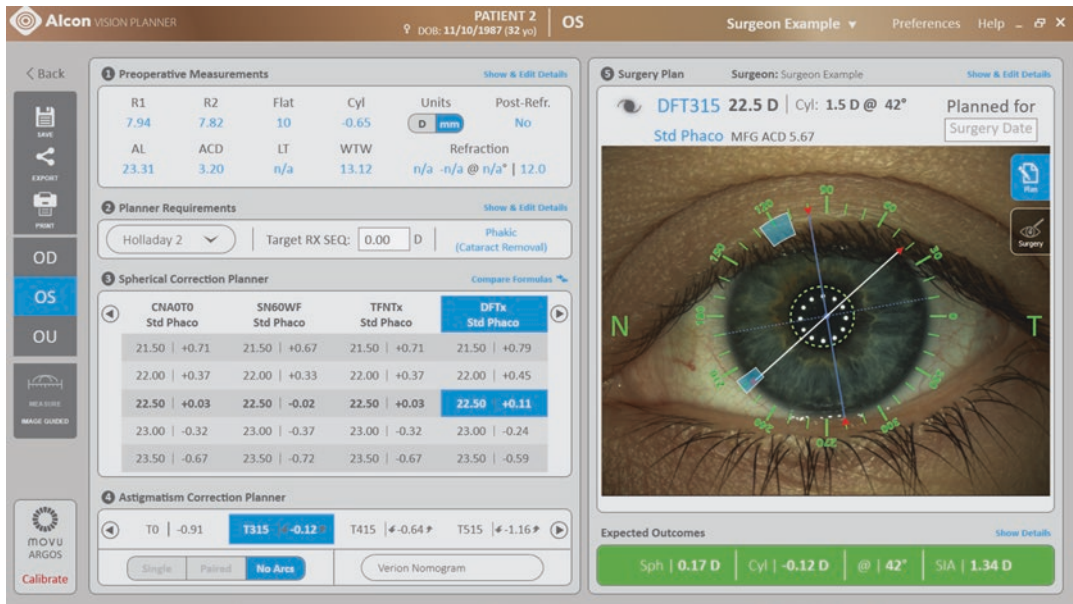 Alcon VISION PLANNER
PATIENT 2
DOB: 11/10/1987 (32 yo)
OS
Surgeon Example
Preferences
Help
< Back
SAVE
EXPORT
PRINT
OD
OS
OU
MEASURE
IMAGE GUIDED
movu
ARGOS
Calibrate
1 Preoperative Measurements Show & Edit Details
R1 R2 Flat Cyl Units Post-Refr.
7.94 7.82 10 -0.65 D mm No
AL ACD LT WTW Refraction
23.31 3.20 n/a 13.12 n/a -n/a @ n/a° | 12.0
2 Planner Requirements Show & Edit Details
Holladay 2 Target RX SEQ: 0.00 D
Phakic
(Cataract Removal)
3 Spherical Correction Planner Compare Formulas
CNA0T0 SN60WF TFNTx DFTx
Std Phaco Std Phaco Std Phaco Std Phaco
21.50 | +0.71 21.50 | +0.67 21.50 | +0.71 21.50 | +0.79
22.00 | +0.37 22.00 | +0.33 22.00 | +0.37 22.00 | +0.45
22.50 | +0.03 22.50 | -0.02 22.50 | +0.03 22.50 +0.11
23.00 | -0.32 23.00 | -0.37 23.00 | -0.32 23.00 | -0.24
23.50 | -0.67 23.50 | -0.72 23.50 | -0.67 23.50 | -0.59
4 Astigmatism Correction Planner
T0 | -0.91 T315 -0.12 T415 | -0.64 T515 | -1.16
Single Paired No Arcs Verion Nomogram
5 Surgery Plan Surgeon: Surgeon Example Show & Edit Details
DFT315 22.5 D | Cyl: 1.5 D @ 42° Planned for
Std Phaco MFG ACD 5.67 Surgery Date
Plan
Surgery
90
120 60
150 30
N 180 0 T
210
240
270
Expected Outcomes Show Details
Sph | 0.17 D Cyl | -0.12 D @ | 42° SIA | 1.34 D